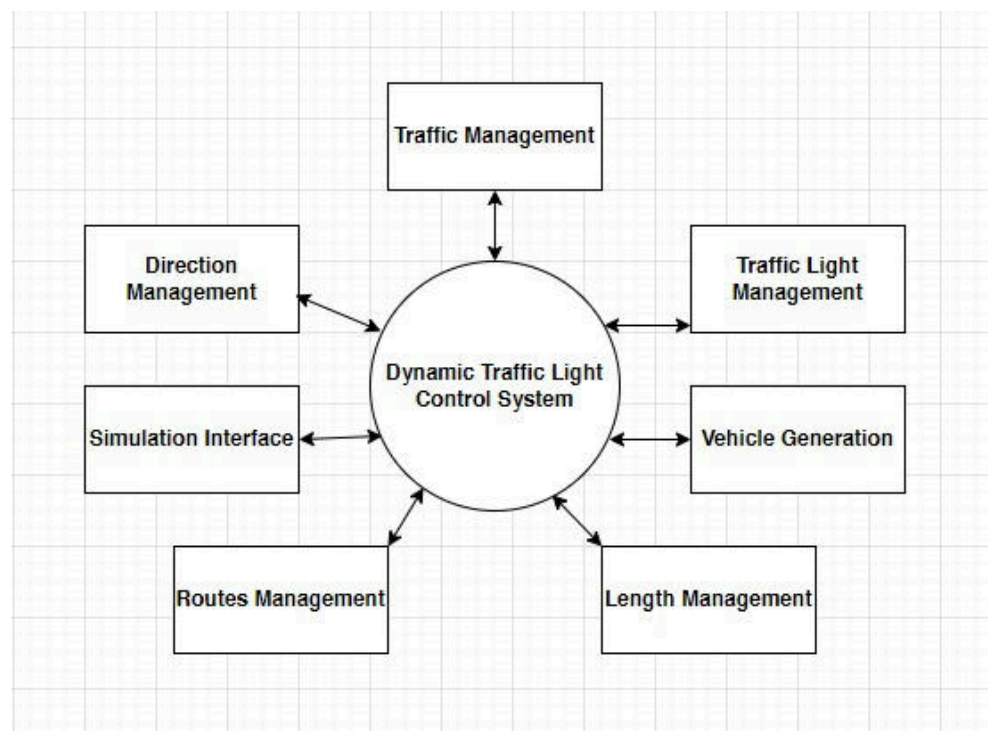 Traffic Management
Direction
Management
Traffic Light
Management
Dynamic Traffic Light
Control System
Simulation Interface
Vehicle Generation
Routes Management
Length Management